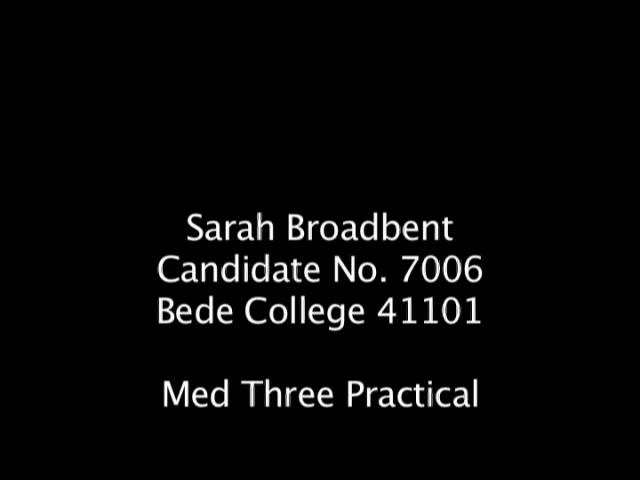 Sarah Broadbent
Candidate No. 7006
Bede College 41101
Med Three Practical